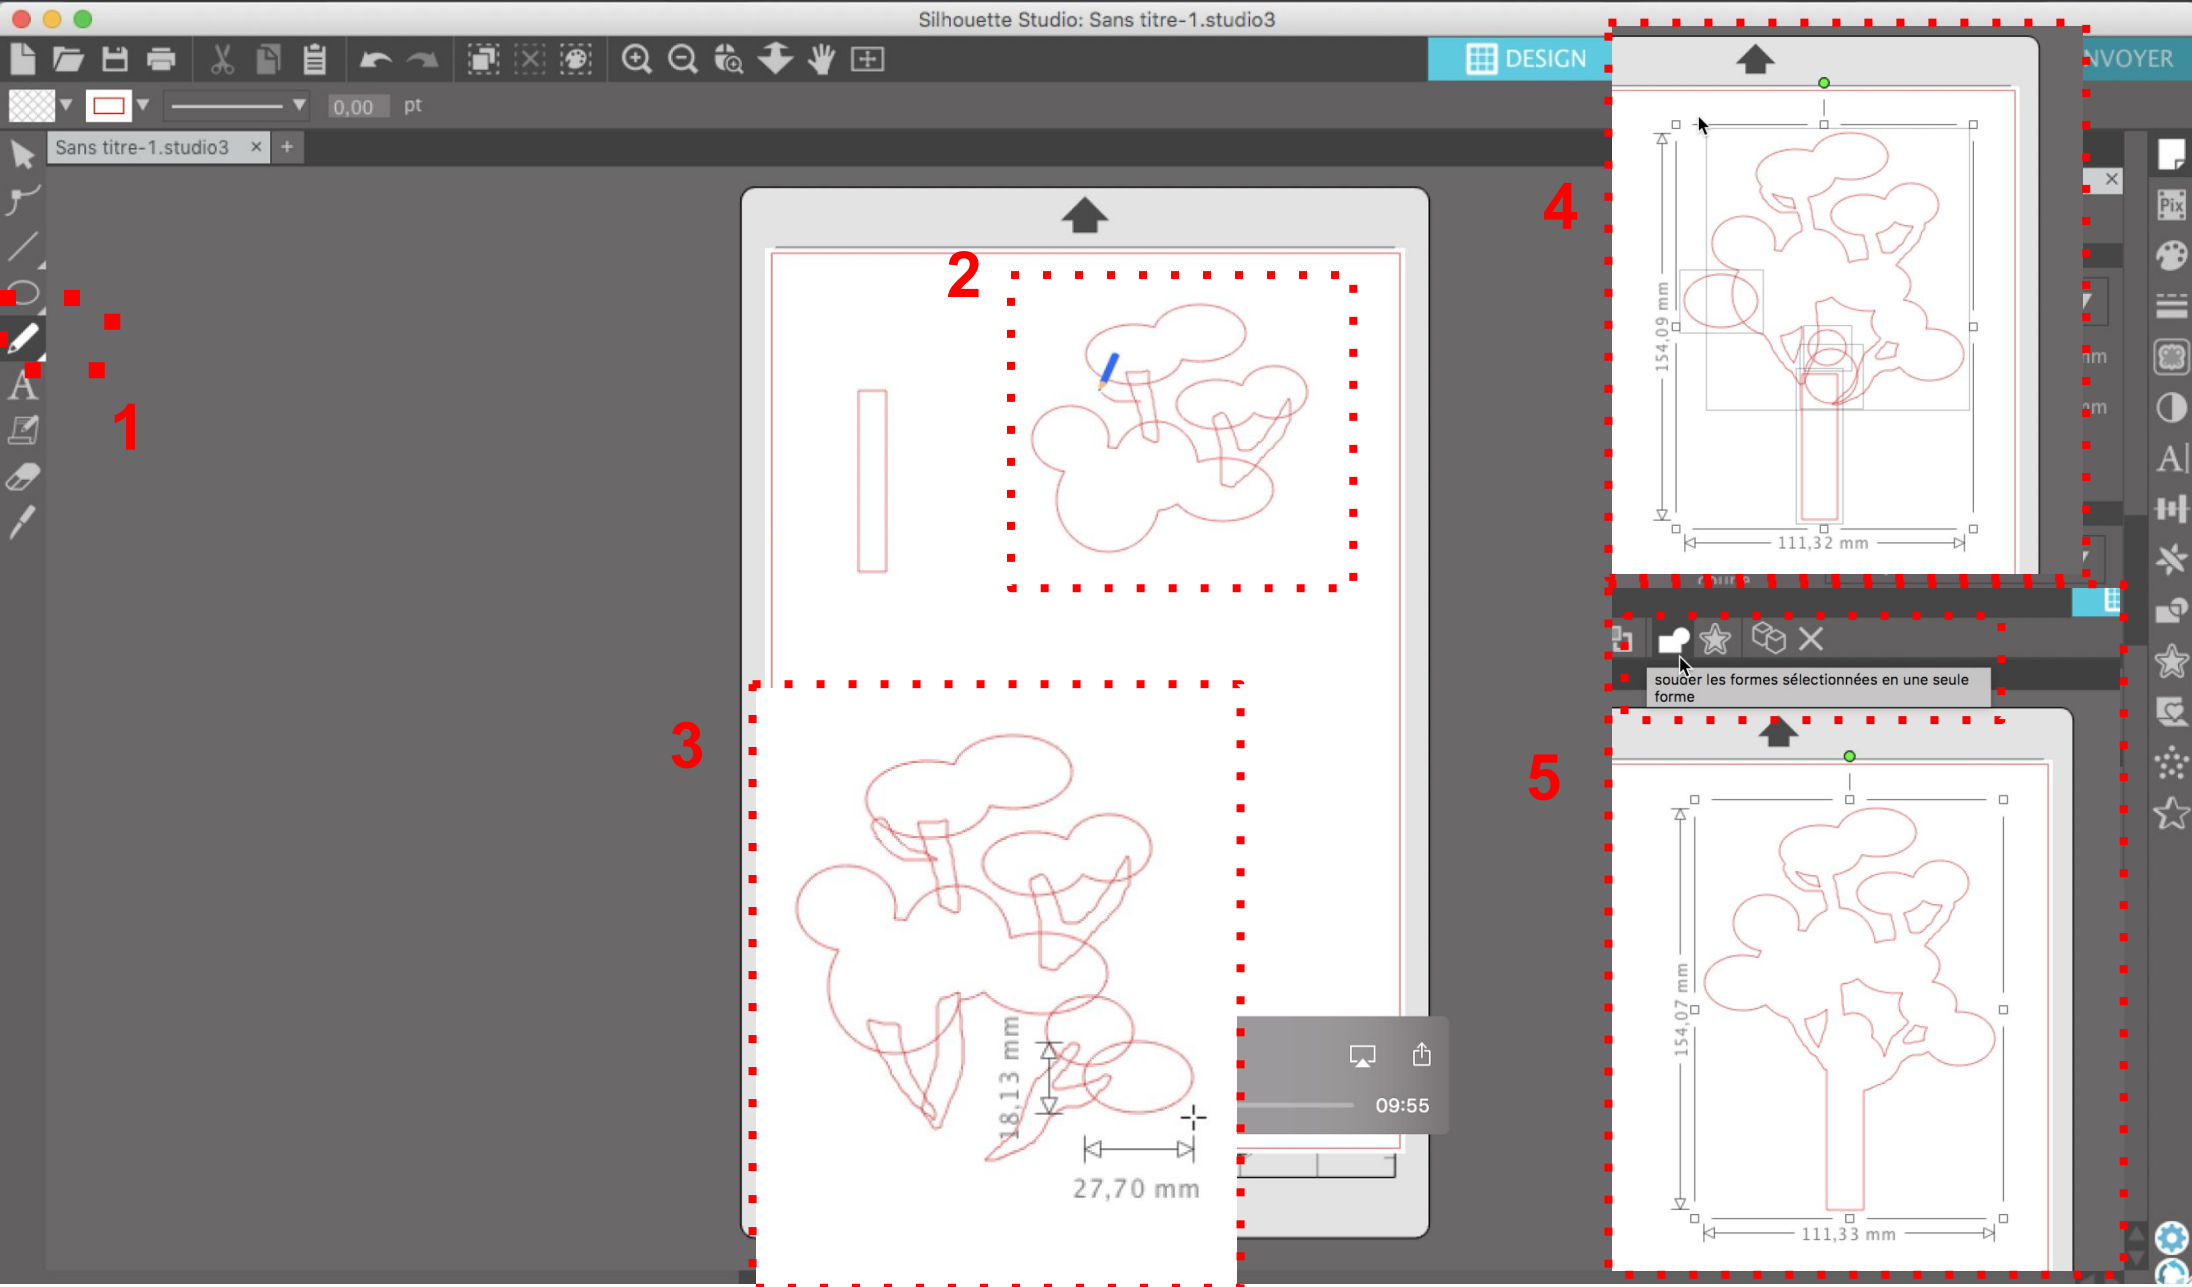 Silhouette Studio: Sans titre-1.studio3
DESIGN
NVOYER
0,00 pt
Sans titre-1.studio3 × +
A
Pix
A
1
2
3
4
154,09 mm
111,32 mm
mm
mm
souder les formes sélectionnées en une seule
forme
5
154,07 mm
111,33 mm
18,13 mm
27,70 mm
09:55